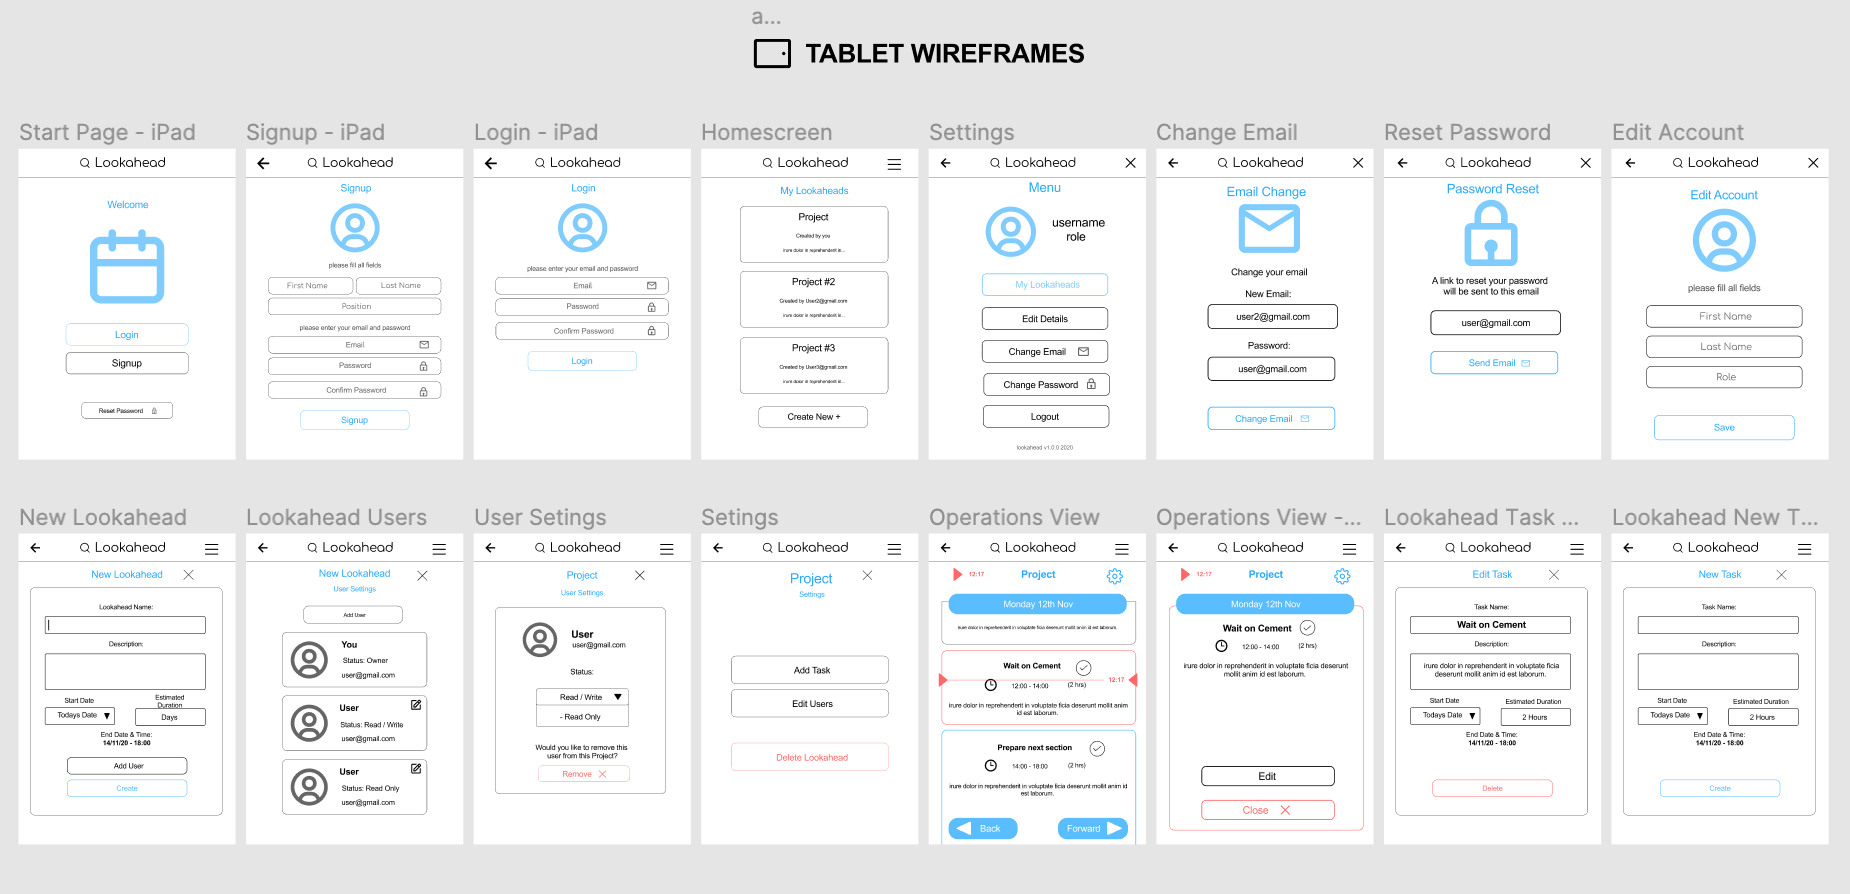 a...
TABLET WIREFRAMES
Start Page - iPad
Lookahead
Welcome
Login
Signup
Reset Password
Signup - iPad
Lookahead
Signup
please fill all fields
First Name
Last Name
Position
please enter your email and password
Email
Password
Confirm Password
Signup
Login - iPad
Lookahead
Login
please enter your email and password
Email
Password
Confirm Password
Login
Homescreen
Lookahead
My Lookaheads
Project
Created by you
irure dolor in reprehenderit in...
Project #2
Created by User2@gmail.com
irure dolor in reprehenderit in...
Project #3
Created by User3@gmail.com
irure dolor in reprehenderit in...
Create New +
Settings
Lookahead
Menu
username
role
My Lookaheads
Edit Details
Change Email
Change Password
Logout
lookahead v1.0.0 2020
Change Email
Lookahead
Email Change
Change your email
New Email:
user2@gmail.com
Password:
user@gmail.com
Change Email
Reset Password
Lookahead
Password Reset
A link to reset your password
will be sent to this email
user@gmail.com
Send Email
Edit Account
Lookahead
Edit Account
please fill all fields
First Name
Last Name
Role
Save
New Lookahead
Lookahead
New Lookahead
Lookahead Name:
Description:
Start Date
Estimated
Duration
Todays Date
Days
End Date & Time:
14/11/20 - 18:00
Add User
Create
Lookahead Users
Lookahead
New Lookahead
User Settings
Add User
You
Status: Owner
user@gmail.com
User
Status: Read / Write
user@gmail.com
User
Status: Read Only
user@gmail.com
User Setings
Lookahead
Project
User Settings
User
user@gmail.com
Status:
Read / Write
- Read Only
Would you like to remove this
user from this Project?
Remove
Setings
Lookahead
Project
Settings
Add Task
Edit Users
Delete Lookahead
Operations View
Lookahead
12:17
Project
Monday 12th Nov
irure dolor in reprehenderit in voluptate ficia deserunt mollit anim id est laborum.
Wait on Cement
12:00 - 14:00
(2 hrs)
12:17
irure dolor in reprehenderit in voluptate ficia deserunt mollit anim
id est laborum.
Prepare next section
14:00 - 18:00
(2 hrs)
irure dolor in reprehenderit in voluptate ficia deserunt mollit anim id
est laborum.
Back
Forward
Operations View -...
Lookahead
12:17
Project
Monday 12th Nov
Wait on Cement
12:00 - 14:00
(2 hrs)
irure dolor in reprehenderit in voluptate ficia deserunt
mollit anim id est laborum.
Edit
Close
Lookahead Task ...
Lookahead
Edit Task
Task Name:
Wait on Cement
Description:
irure dolor in reprehenderit in voluptate ficia
deserunt mollit anim id est laborum.
Start Date
Estimated Duration
Todays Date
2 Hours
End Date & Time:
14/11/20 - 18:00
Delete
Lookahead New T...
Lookahead
New Task
Task Name:
Description:
Start Date
Estimated Duration
Todays Date
2 Hours
End Date & Time:
14/11/20 - 18:00
Create